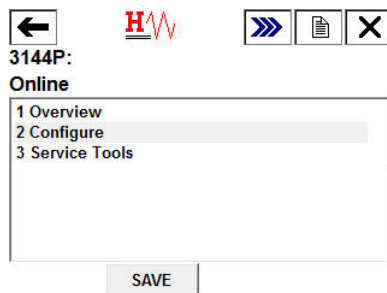 H
3144P:
Online
1 Overview
2 Configure
3 Service Tools
SAVE